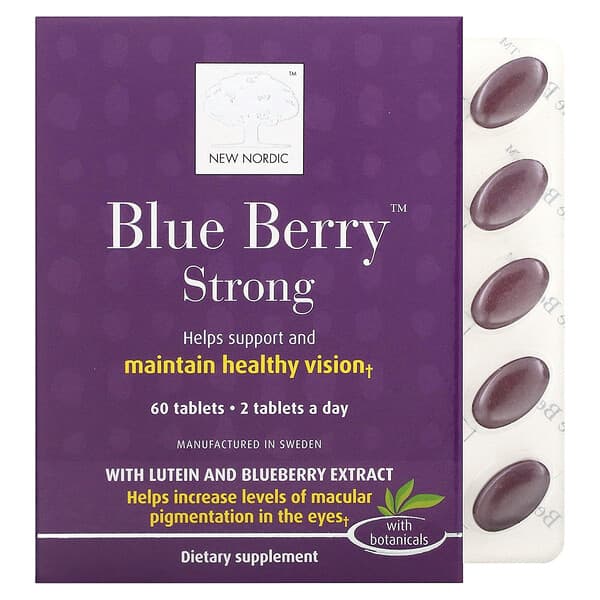 ™
NEW NORDIC
Blue Berry™
Strong
Helps support and
maintain healthy vision†
60 tablets • 2 tablets a day
MANUFACTURED IN SWEDEN
WITH LUTEIN AND BLUEBERRY EXTRACT
Helps increase levels of macular
pigmentation in the eyes†
with
botanicals
Dietary supplement